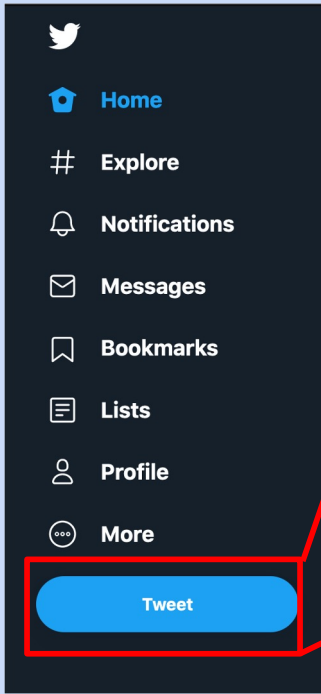 Home
Explore
Notifications
Messages
Bookmarks
Lists
Profile
More
Tweet